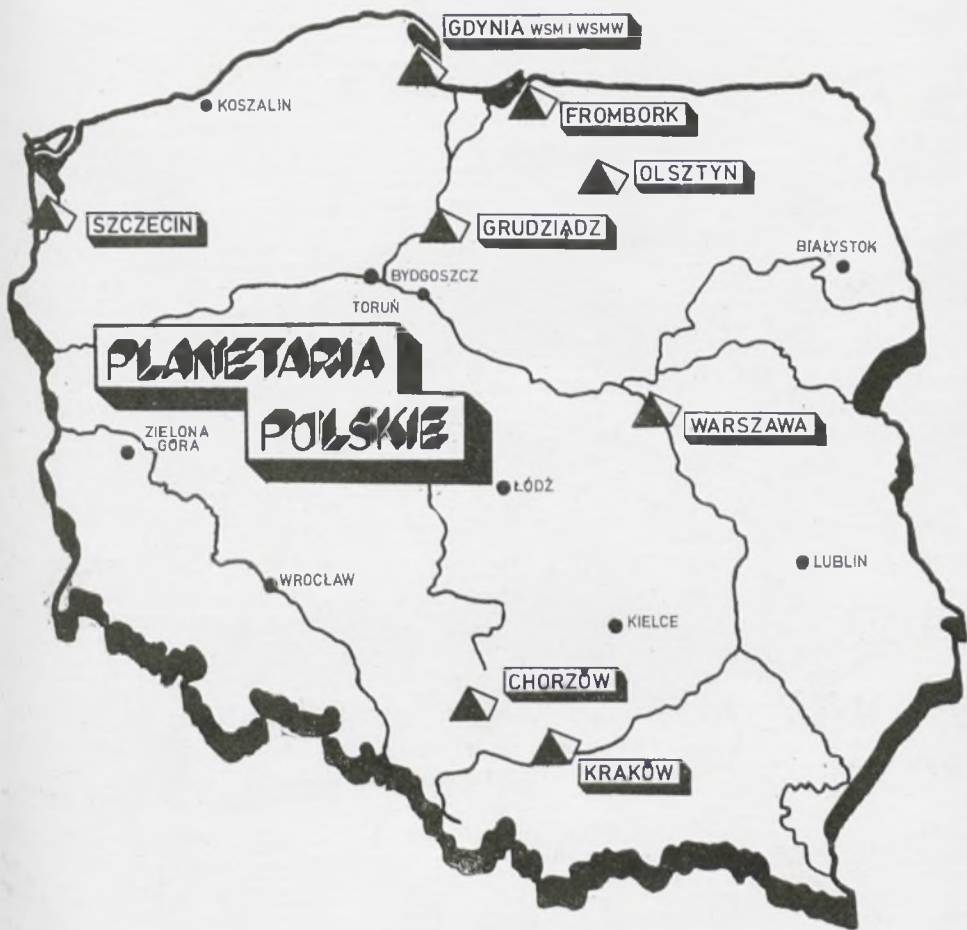 GDYNIA WSM I WSMW
KOSZALIN
FROMBORK
OLSZTYN
SZCZECIN
GRUDZIĄDZ
BIAŁYSTOK
BYDGOSZCZ
TORUŃ
PLANETARIA
POLSKIE
WARSZAWA
ZIELONA
GÓRA
ŁÓDŹ
LUBLIN
WROCŁAW
KIELCE
CHORZÓW
KRAKÓW